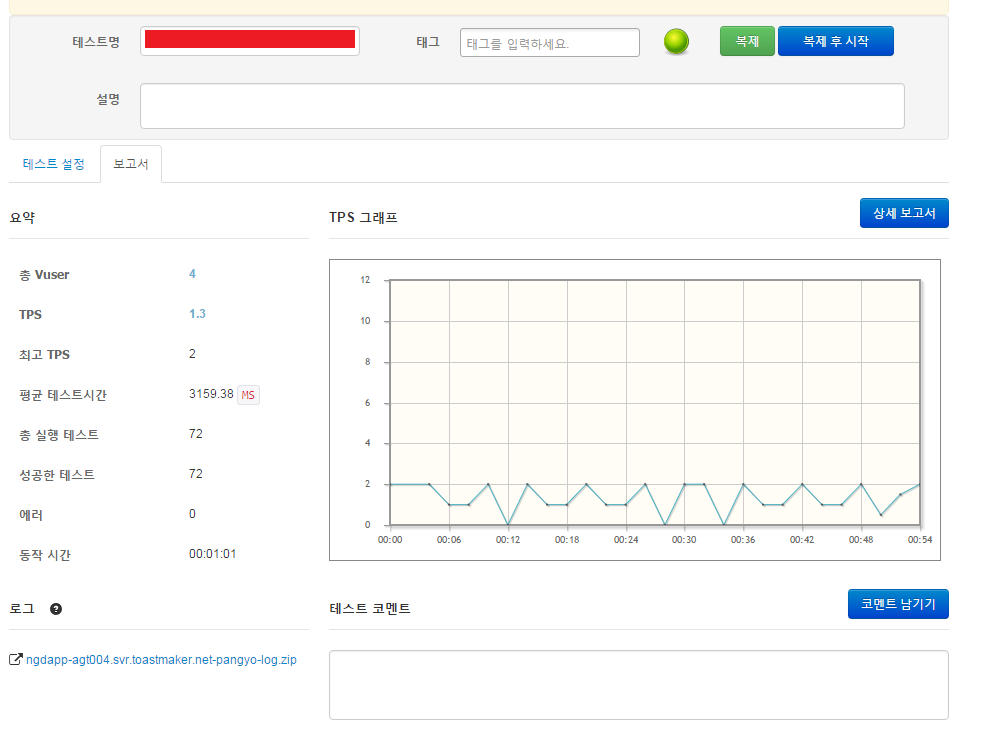 테스트명 태그 태그를 입력하세요. 복제 복제 후 시작
설명
테스트 설정 보고서
요약 TPS 그래프 상세 보고서
총 Vuser 4
TPS 1.3
최고 TPS 2
평균 테스트시간 3159.38 MS
총 실행 테스트 72
성공한 테스트 72
에러 0
동작 시간 00:01:01
12
10
8
6
4
2
0
00:00 00:06 00:12 00:18 00:24 00:30 00:36 00:42 00:48 00:54
로그 ? 테스트 코멘트 코멘트 남기기
ngdapp-agt004.svr.toastmaker.net-pangyo-log.zip